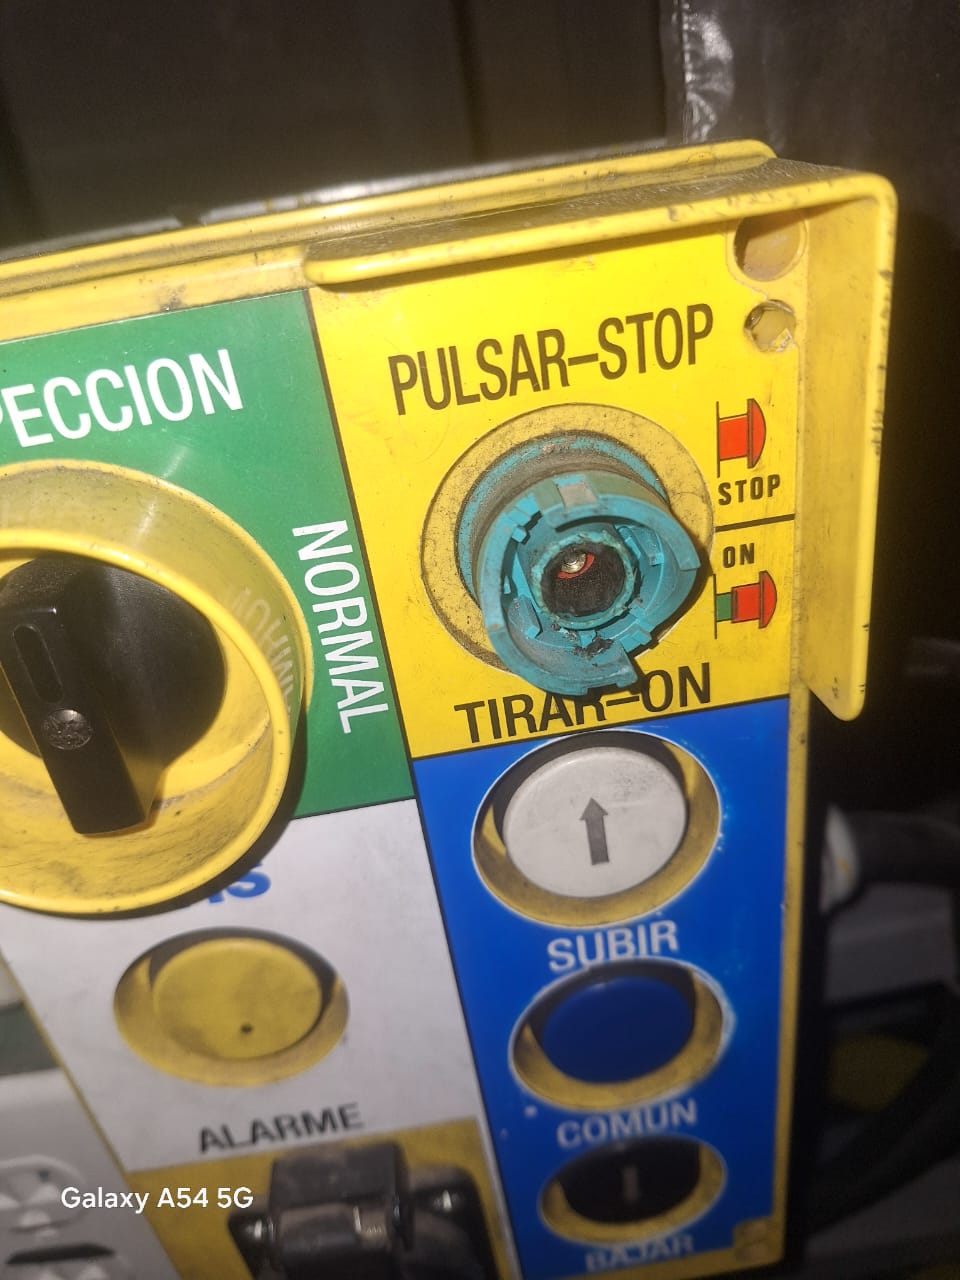 PECCION
NORMAL
PULSAR-STOP
STOP
ON
TIRAR-ON
SUBIR
COMUN
BAJAR
ALARME
Galaxy A54 5G